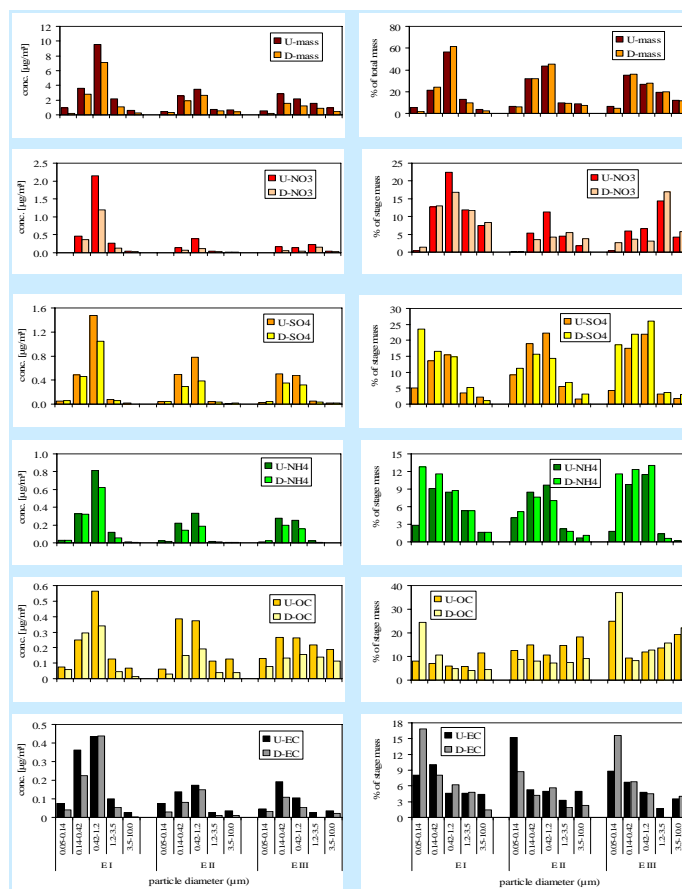 conc. [µg/m³]
12
10
8
6
4
2
0
U-mass
D-mass
% of total mass
80
60
40
20
0
U-mass
D-mass
conc. [µg/m³]
2.5
2.0
1.5
1.0
0.5
0.0
U-NO3
D-NO3
% of stage mass
25
20
15
10
5
0
U-NO3
D-NO3
conc. [µg/m³]
1.6
1.2
0.8
0.4
0.0
U-SO4
D-SO4
% of stage mass
30
25
20
15
10
5
0
U-SO4
D-SO4
conc. [µg/m³]
1.0
0.8
0.6
0.4
0.2
0.0
U-NH4
D-NH4
% of stage mass
15
12
9
6
3
0
U-NH4
D-NH4
conc. [µg/m³]
0.6
0.5
0.4
0.3
0.2
0.1
0
U-OC
D-OC
% of stage mass
40
30
20
10
0
U-OC
D-OC
conc. [µg/m³]
0.5
0.4
0.3
0.2
0.1
0
U-EC
D-EC
0.05-0.14
0.14-0.42
0.42-1.2
1.2-3.5
3.5-10.0
0.05-0.14
0.14-0.42
0.42-1.2
1.2-3.5
3.5-10.0
0.05-0.14
0.14-0.42
0.42-1.2
1.2-3.5
3.5-10.0
E I
E II
E III
particle diameter (µm)
% of stage mass
18
15
12
9
6
3
0
U-EC
D-EC
0.05-0.14
0.14-0.42
0.42-1.2
1.2-3.5
3.5-10.0
0.05-0.14
0.14-0.42
0.42-1.2
1.2-3.5
3.5-10.0
0.05-0.14
0.14-0.42
0.42-1.2
1.2-3.5
3.5-10.0
E I
E II
E III
particle diameter (µm)